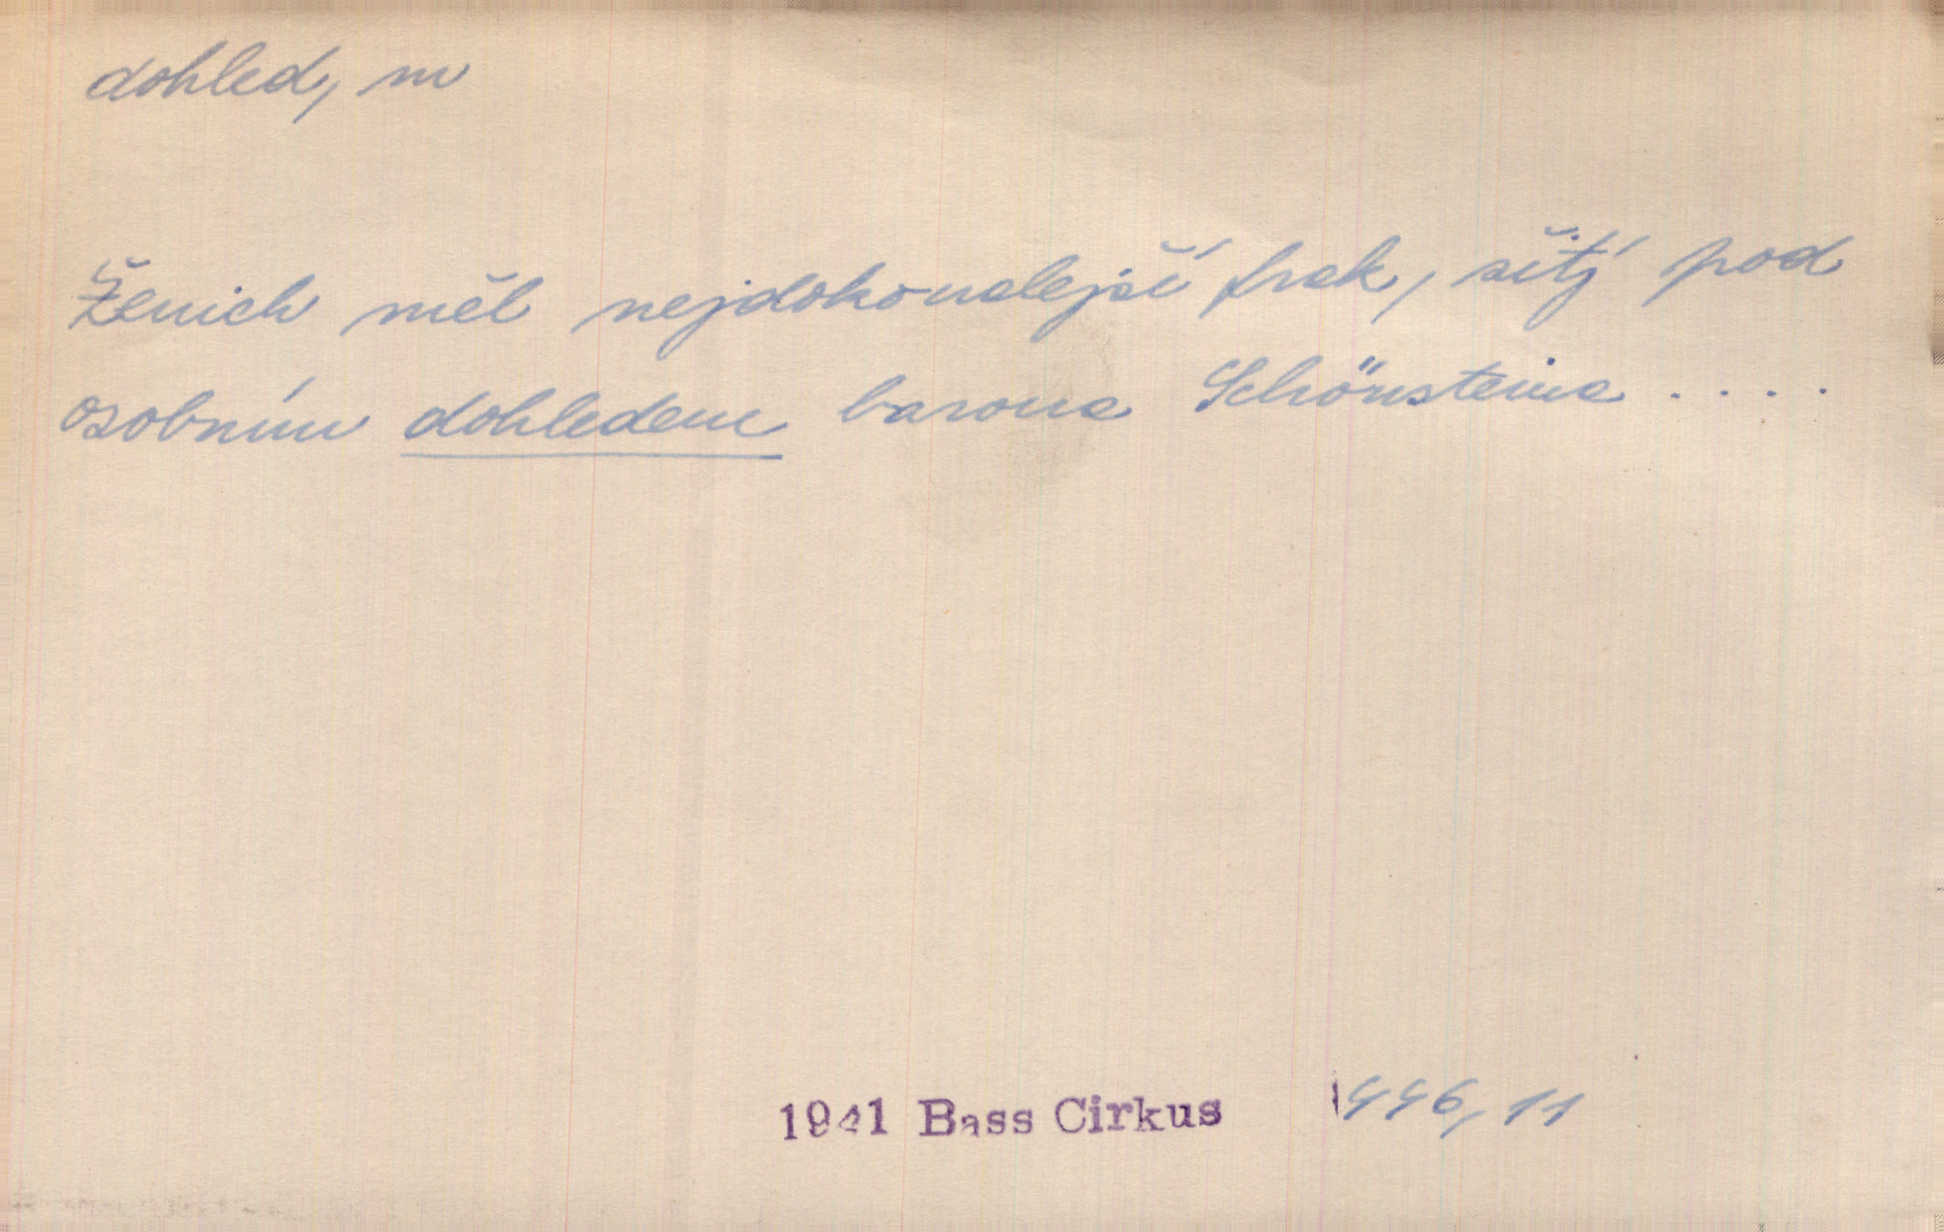 dohled, m
Ženich měl nejdokonalejší frak, šitý pod
osobním dohledem barona Schönsteina ....
1941 Bass Cirkus 446, 11